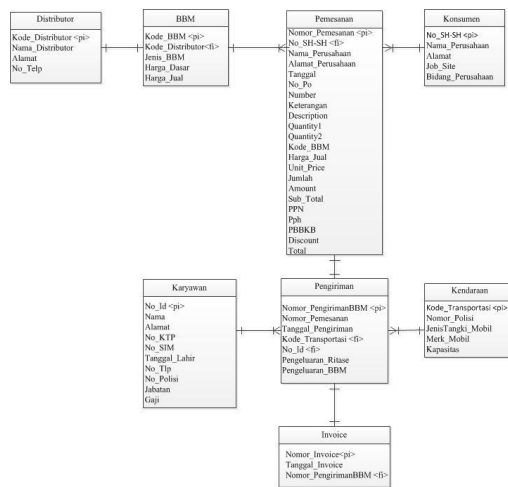 Distributor
Kode_Distributor <pi>
Nama_Distributor
Alamat
No_Telp
BBM
Kode_BBM <pi>
Kode_Distributor<fi>
Jenis_BBM
Harga_Dasar
Harga_Jual
Pemesanan
Nomor_Pemesanan <pi>
No_SH-SH <fi>
Nama_Perusahaan
Alamat_Perusahaan
Tanggal
No_Po
Number
Keterangan
Description
Quantity1
Quantity2
Kode_BBM
Harga_Jual
Unit_Price
Jumlah
Amount
Sub_Total
PPN
Pph
PBBKB
Discount
Total
Konsumen
No_SH-SH <pi>
Nama_Perusahaan
Alamat
Job_Site
Bidang_Perusahaan
Karyawan
No_Id <pi>
Nama
Alamat
No_KTP
No_SIM
Tanggal_Lahir
No_Tlp
No_Polisi
Jabatan
Gaji
Pengiriman
Nomor_PengirimanBBM <pi>
Nomor_Pemesanan
Tanggal_Pengiriman
Kode_Transportasi <fi>
No_Id <fi>
Pengeluaran_Ritase
Pengeluaran_BBM
Kendaraan
Kode_Transportasi <pi>
Nomor_Polisi
JenisTangki_Mobil
Merk_Mobil
Kapasitas
Invoice
Nomor_Invoice<pi>
Tanggal_Invoice
Nomor_PengirimanBBM <fi>